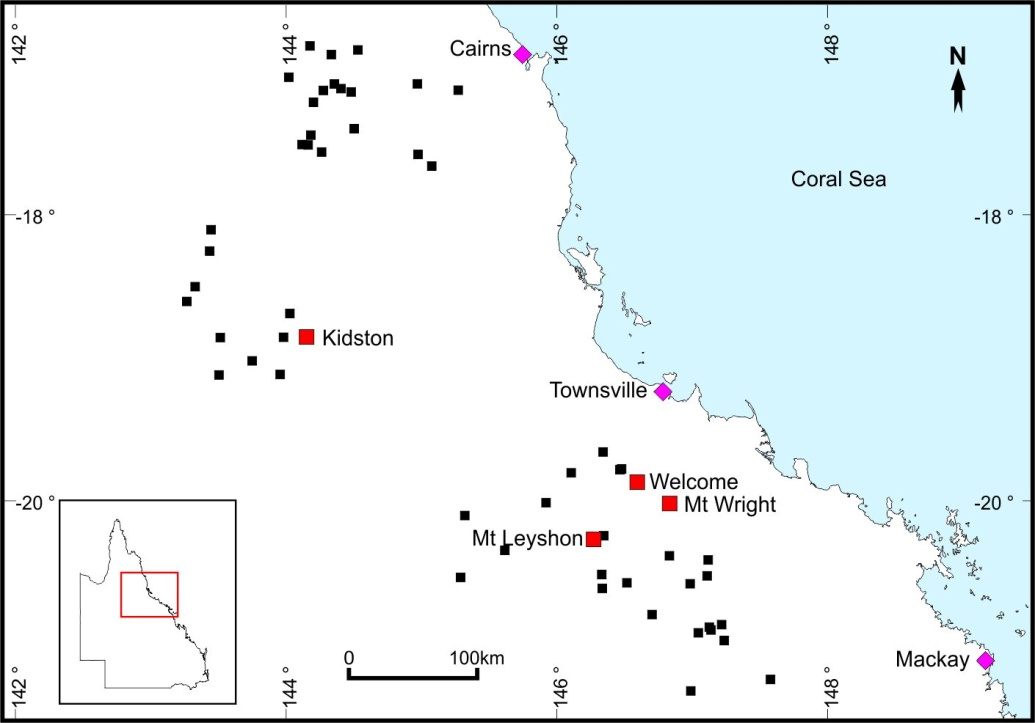 142 °
144 °
146 °
148 °
Cairns
N
Coral Sea
-18 °
-18 °
Kidston
Townsville
Welcome
-20 °
Mt Wright
-20 °
Mt Leyshon
0 100km
Mackay
142 °
144 °
146 °
148 °